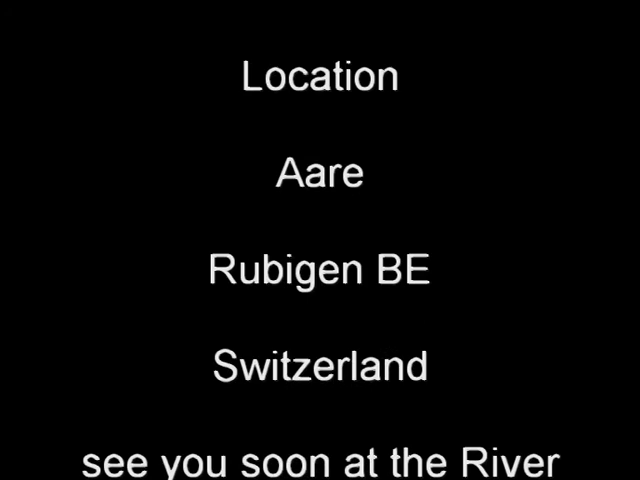 Location
Aare
Rubigen BE
Switzerland
see you soon at the River